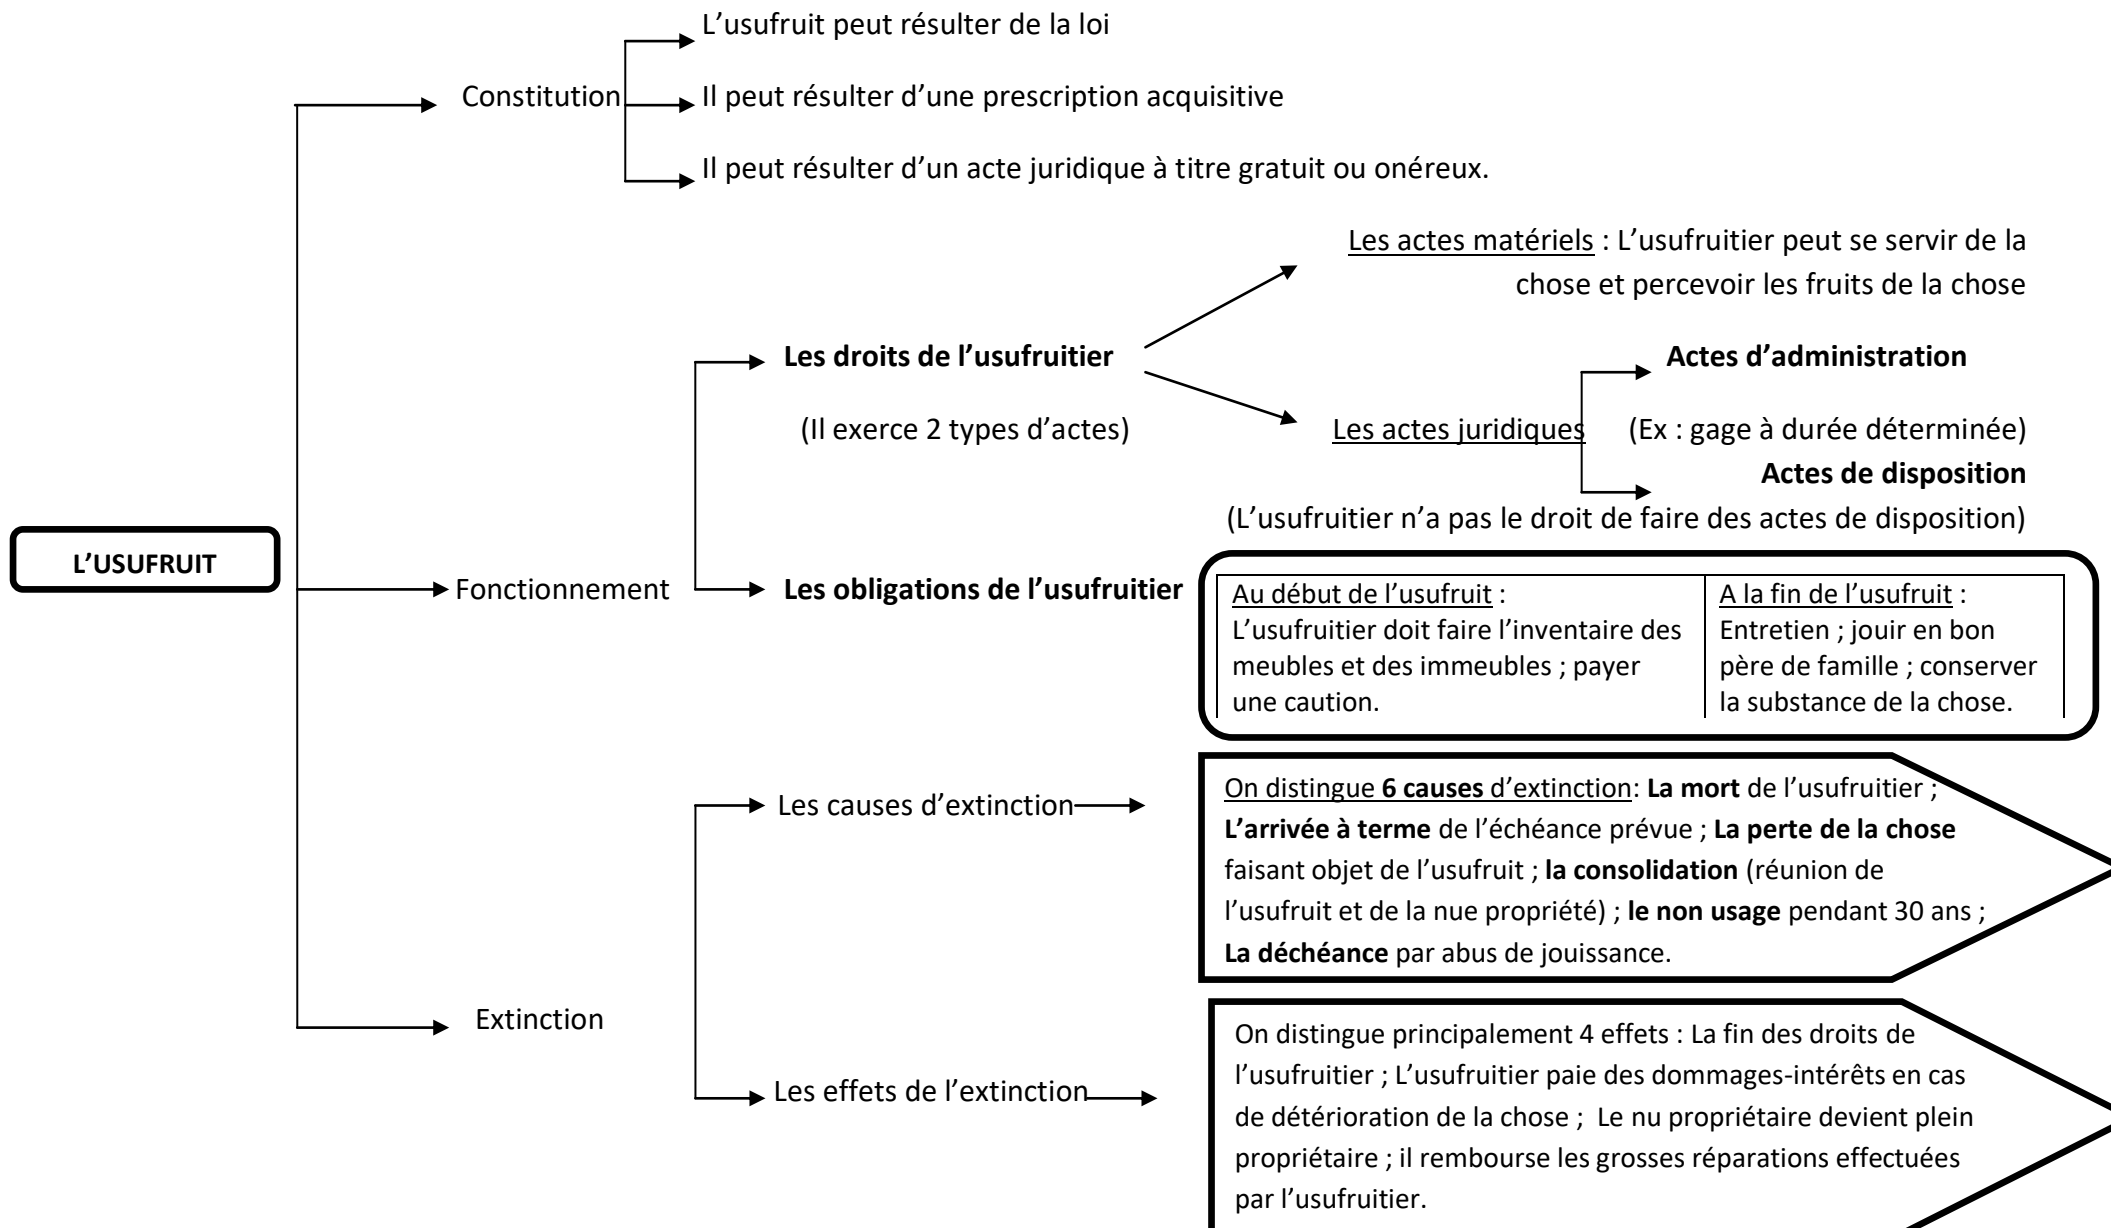 L’usufruit peut résulter de la loi
Constitution
Il peut résulter d’une prescription acquisitive
Il peut résulter d’un acte juridique à titre gratuit ou onéreux.
Les actes matériels : L’usufruitier peut se servir de la
chose et percevoir les fruits de la chose
Les droits de l’usufruitier
Actes d’administration
(Il exerce 2 types d’actes)
Les actes juridiques
(Ex : gage à durée déterminée)
Actes de disposition
(L’usufruitier n’a pas le droit de faire des actes de disposition)
L’USUFRUIT
Fonctionnement
Les obligations de l’usufruitier
Au début de l’usufruit :
L’usufruitier doit faire l’inventaire des
meubles et des immeubles ; payer
une caution.
A la fin de l’usufruit :
Entretien ; jouir en bon
père de famille ; conserver
la substance de la chose.
Les causes d’extinction
On distingue 6 causes d’extinction: La mort de l’usufruitier ;
L’arrivée à terme de l’échéance prévue ; La perte de la chose
faisant objet de l’usufruit ; la consolidation (réunion de
l’usufruit et de la nue propriété) ; le non usage pendant 30 ans ;
La déchéance par abus de jouissance.
Extinction
Les effets de l’extinction
On distingue principalement 4 effets : La fin des droits de
l’usufruitier ; L’usufruitier paie des dommages-intérêts en cas
de détérioration de la chose ; Le nu propriétaire devient plein
propriétaire ; il rembourse les grosses réparations effectuées
par l’usufruitier.